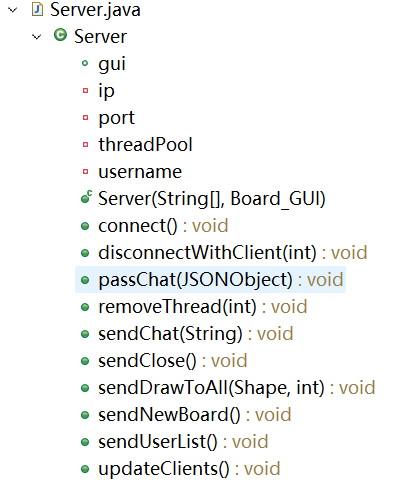 Server.java
Server
gui
ip
port
threadPool
username
Server(String[], Board_GUI)
connect() : void
disconnectWithClient(int) : void
passChat(JSONObject) : void
removeThread(int) : void
sendChat(String) : void
sendClose() : void
sendDrawToAll(Shape, int) : void
sendNewBoard() : void
sendUserList() : void
updateClients() : void